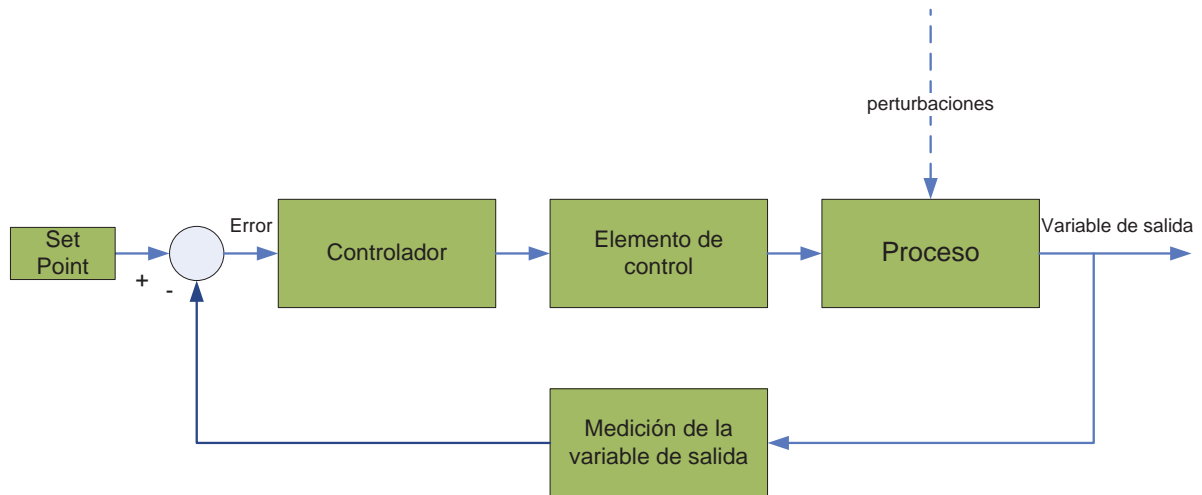 perturbaciones
Set
Point
+
-
Error
Controlador
Elemento de
control
Proceso
Variable de salida
Medición de la
variable de salida